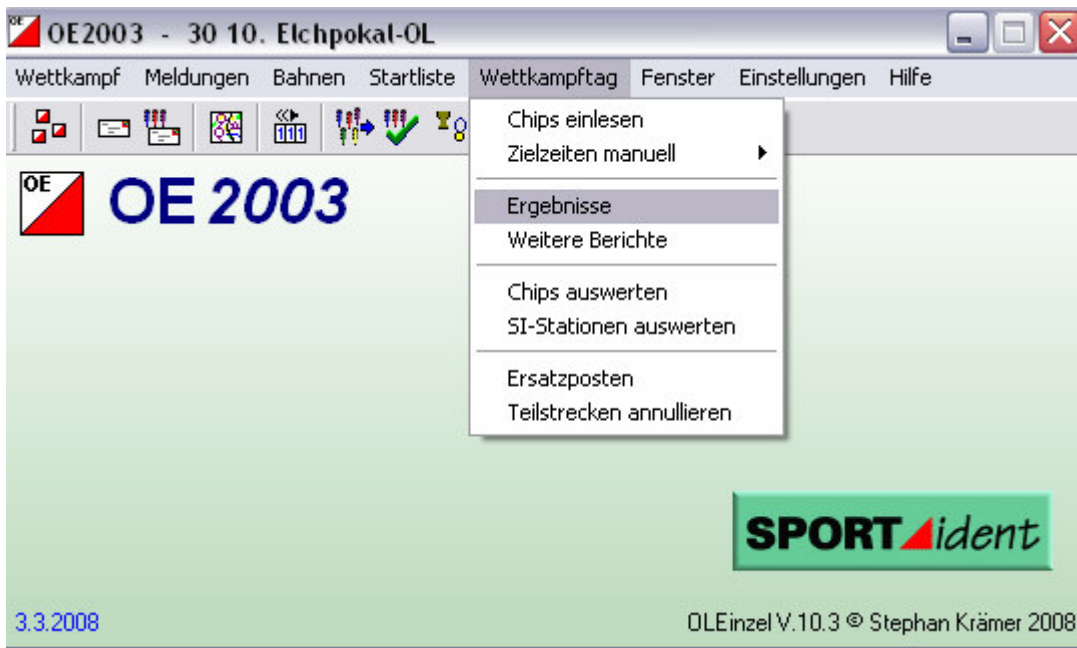 OE2003 - 30 10. Elchpokal-OL
Wettkampf Meldungen Bahnen Startliste Wettkampftag Fenster Einstellungen Hilfe
111
Chips einlesen
Zielzeiten manuell
Ergebnisse
Weitere Berichte
Chips auswerten
SI-Stationen auswerten
Ersatzposten
Teilstrecken annullieren
OE
OE 2003
SPORTident
3.3.2008
OLEinzel V.10.3 © Stephan Krämer 2008